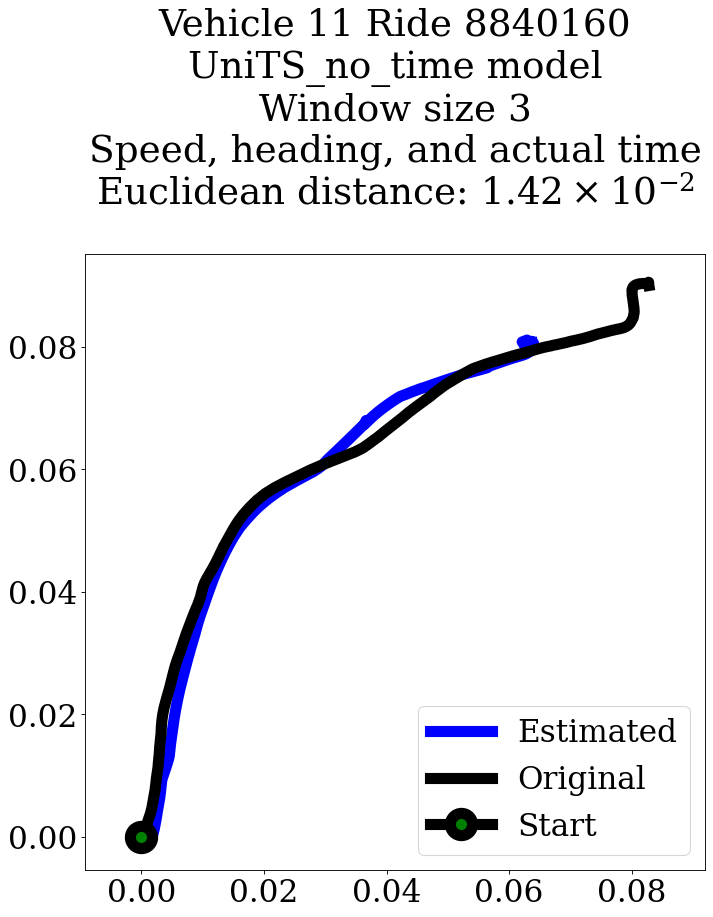 Vehicle 11 Ride 8840160
UniTS_no_time model
Window size 3
Speed, heading, and actual time
Euclidean distance: 1.42 × 10⁻²
0.08
0.06
0.04
0.02
0.00
0.00 0.02 0.04 0.06 0.08
Estimated
Original
Start